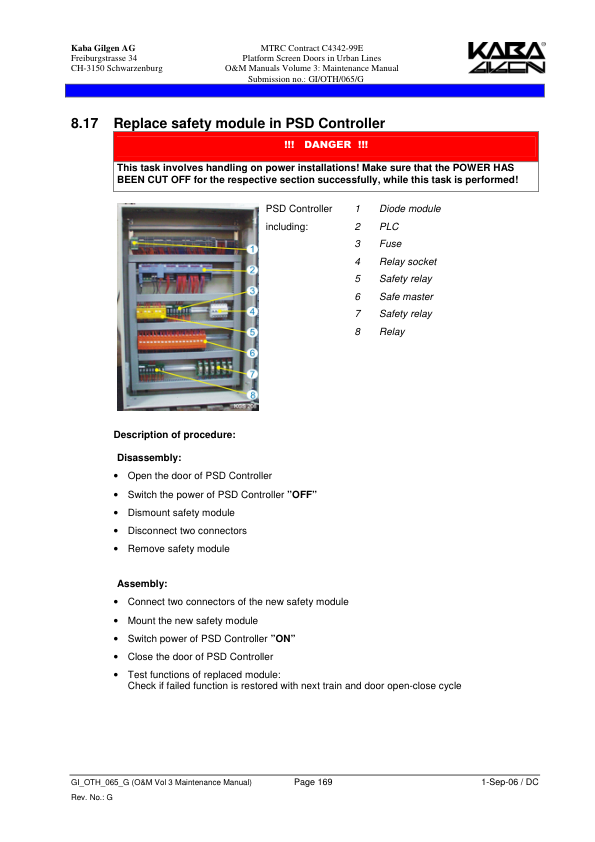 Kaba Gilgen AG
Freiburgstrasse 34
CH-3150 Schwarzenburg
MTRC Contract C4342-99E
Platform Screen Doors in Urban Lines
O&M Manuals Volume 3: Maintenance Manual
Submission no.: GI/OTH/065/G
KABA®
GILGEN
8.17 Replace safety module in PSD Controller
!!! DANGER !!!
This task involves handling on power installations! Make sure that the POWER HAS
BEEN CUT OFF for the respective section successfully, while this task is performed!
PSD Controller
including:
1 Diode module
2 PLC
3 Fuse
4 Relay socket
5 Safety relay
6 Safe master
7 Safety relay
8 Relay
1
2
3
4
5
6
7
8
Description of procedure:
Disassembly:
• Open the door of PSD Controller
• Switch the power of PSD Controller "OFF"
• Dismount safety module
• Disconnect two connectors
• Remove safety module
Assembly:
• Connect two connectors of the new safety module
• Mount the new safety module
• Switch power of PSD Controller "ON"
• Close the door of PSD Controller
• Test functions of replaced module:
Check if failed function is restored with next train and door open-close cycle
GI_OTH_065_G (O&M Vol 3 Maintenance Manual) Page 169 1-Sep-06 / DC
Rev. No.: G